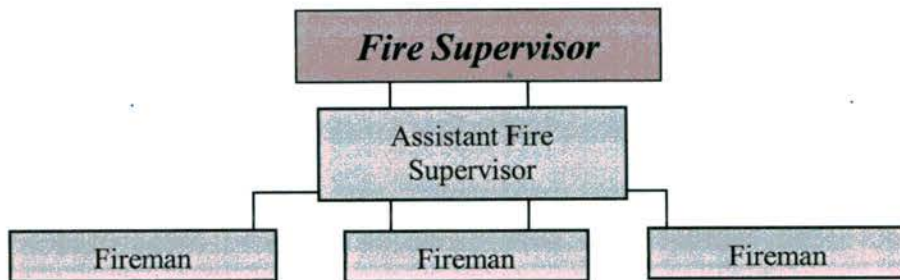 Fire Supervisor
Assistant Fire
Supervisor
Fireman
Fireman
Fireman